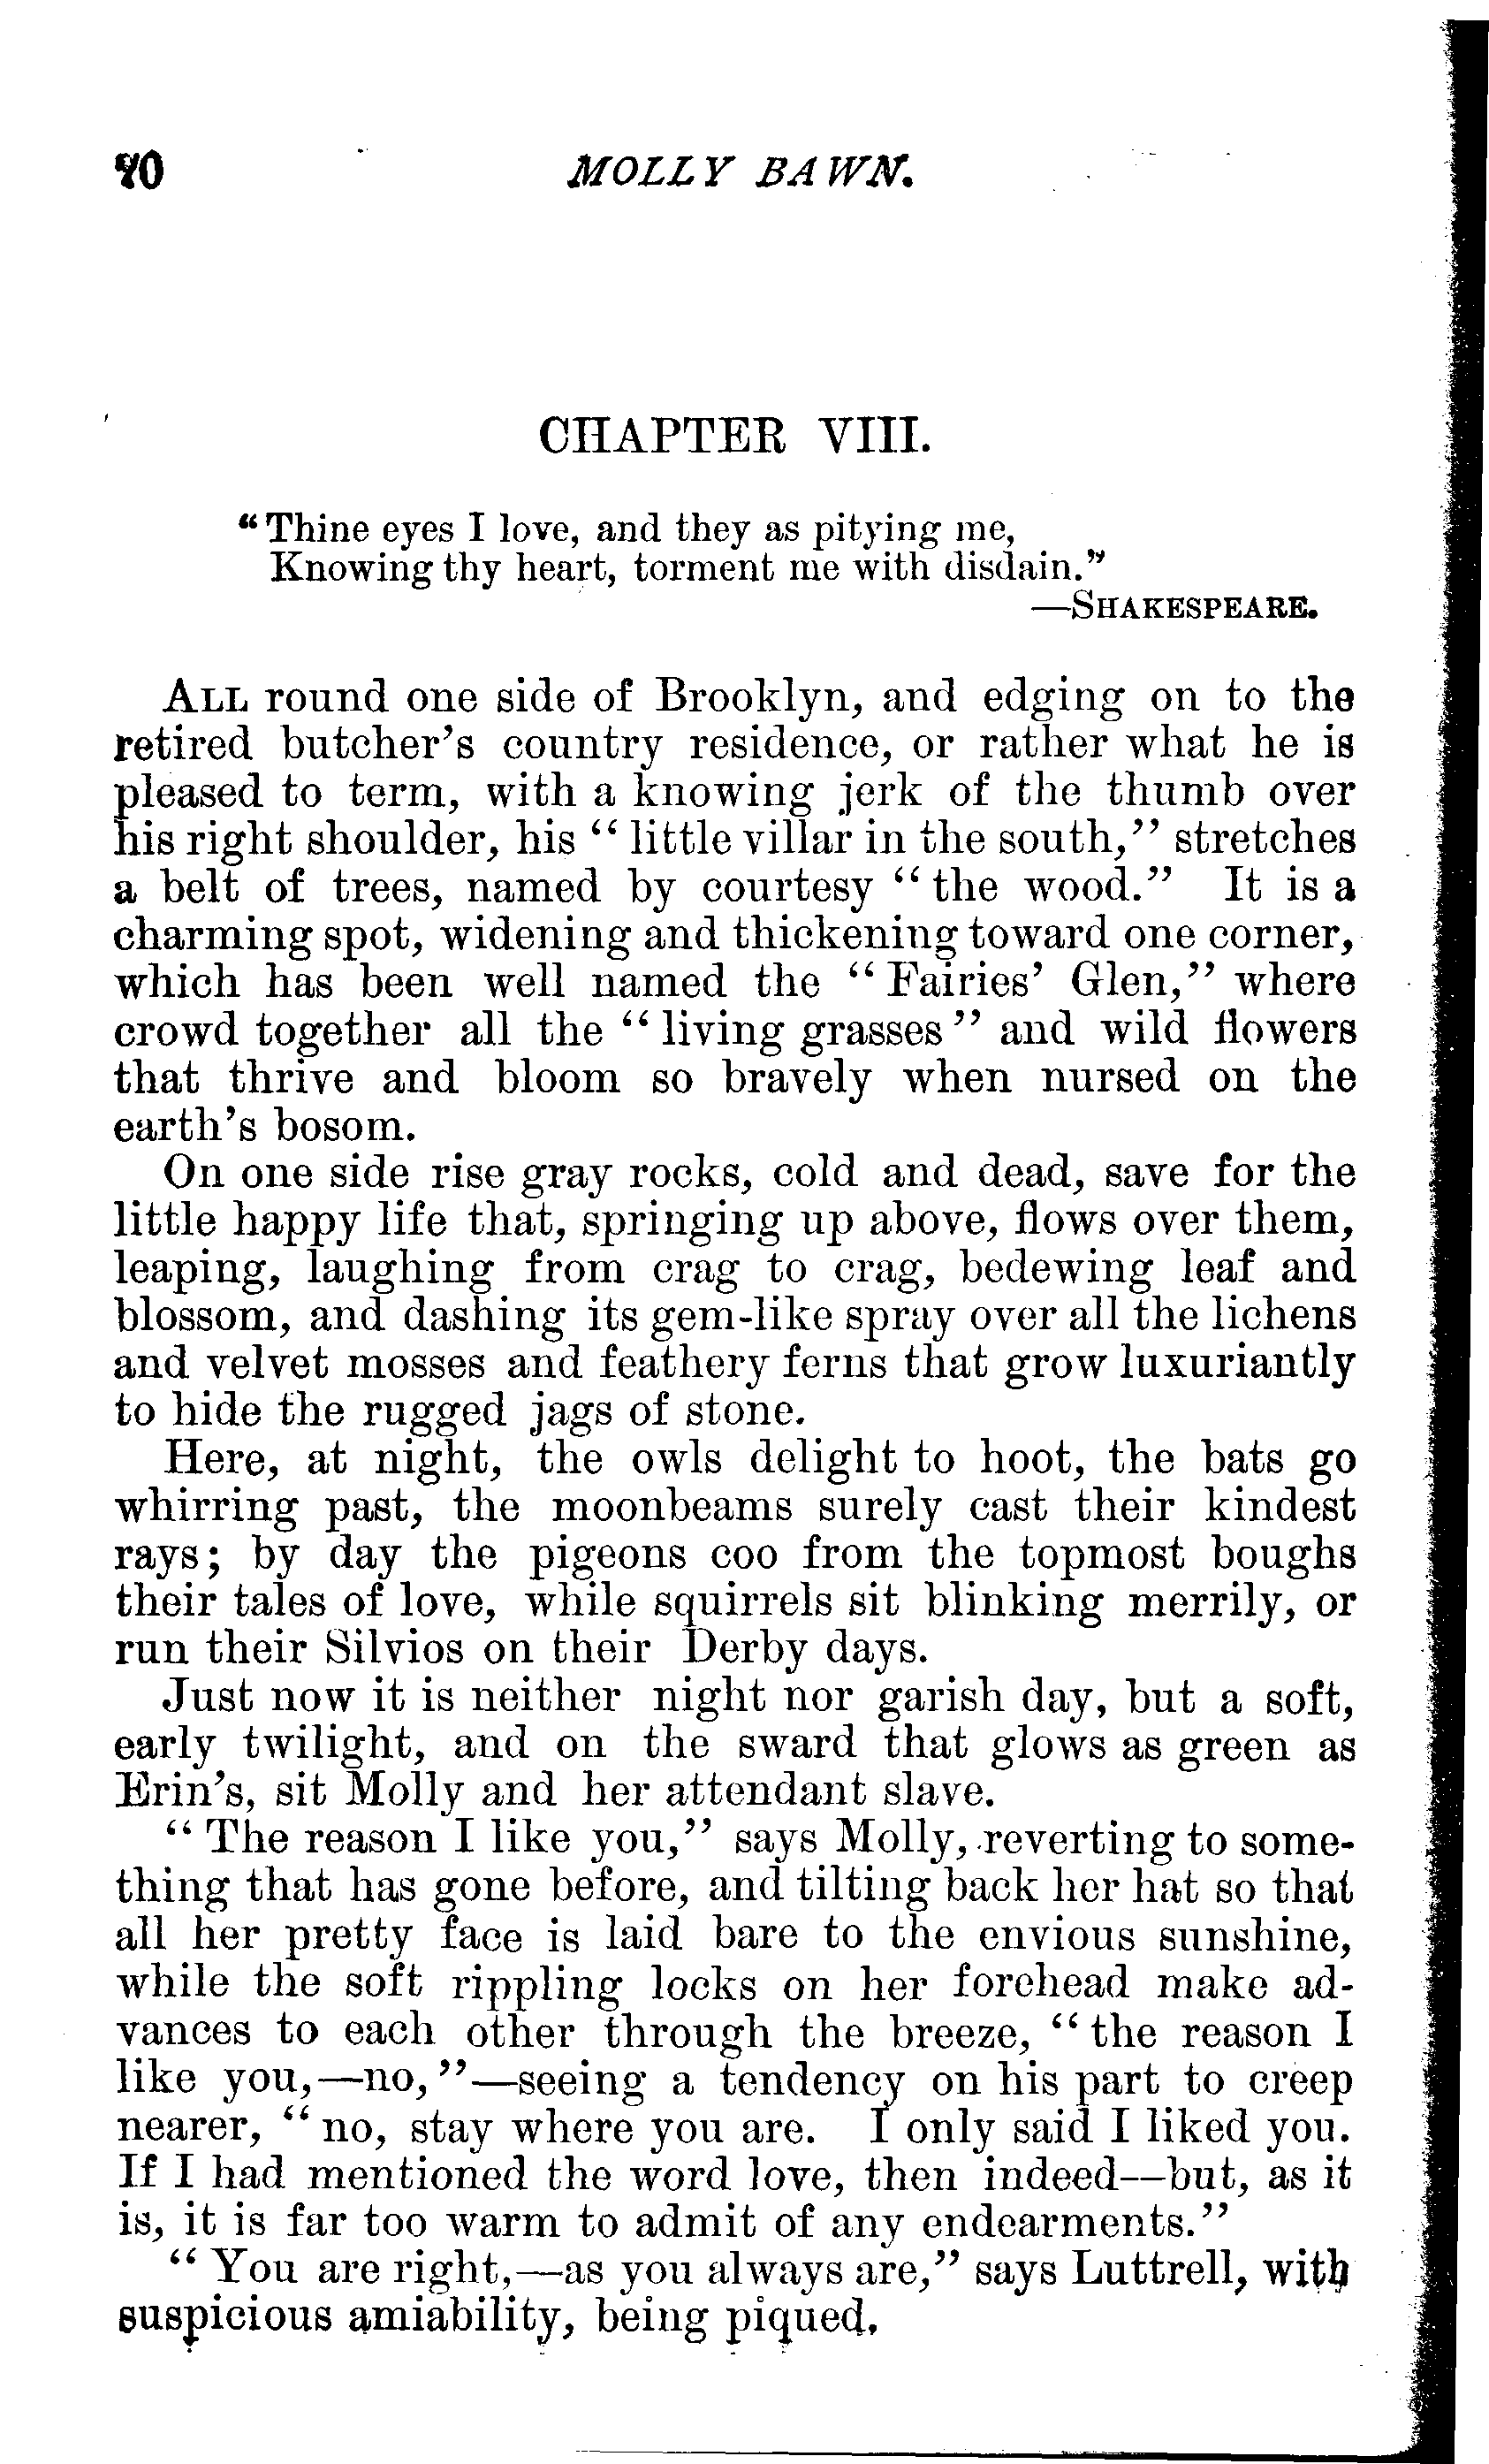 70 MOLLY BAWN.
CHAPTER VIII.
“Thine eyes I love, and they as pitying me,
Knowing thy heart, torment me with disdain.”
—SHAKESPEARE.
ALL round one side of Brooklyn, and edging on to the
retired butcher’s country residence, or rather what he is
pleased to term, with a knowing jerk of the thumb over
his right shoulder, his “little villar in the south,” stretches
a belt of trees, named by courtesy “the wood.” It is a
charming spot, widening and thickening toward one corner,
which has been well named the “Fairies’ Glen,” where
crowd together all the “living grasses” and wild flowers
that thrive and bloom so bravely when nursed on the
earth’s bosom.
On one side rise gray rocks, cold and dead, save for the
little happy life that, springing up above, flows over them,
leaping, laughing from crag to crag, bedewing leaf and
blossom, and dashing its gem-like spray over all the lichens
and velvet mosses and feathery ferns that grow luxuriantly
to hide the rugged jags of stone.
Here, at night, the owls delight to hoot, the bats go
whirring past, the moonbeams surely cast their kindest
rays; by day the pigeons coo from the topmost boughs
their tales of love, while squirrels sit blinking merrily, or
run their Silvios on their Derby days.
Just now it is neither night nor garish day, but a soft,
early twilight, and on the sward that glows as green as
Erin’s, sit Molly and her attendant slave.
“The reason I like you,” says Molly, reverting to some-
thing that has gone before, and tilting back her hat so that
all her pretty face is laid bare to the envious sunshine,
while the soft rippling locks on her forehead make ad-
vances to each other through the breeze, “the reason I
like you,—no,”—seeing a tendency on his part to creep
nearer, “no, stay where you are. I only said I liked you.
If I had mentioned the word love, then indeed—but, as it
is, it is far too warm to admit of any endearments.”
“You are right,—as you always are,” says Luttrell, with
suspicious amiability, being piqued.